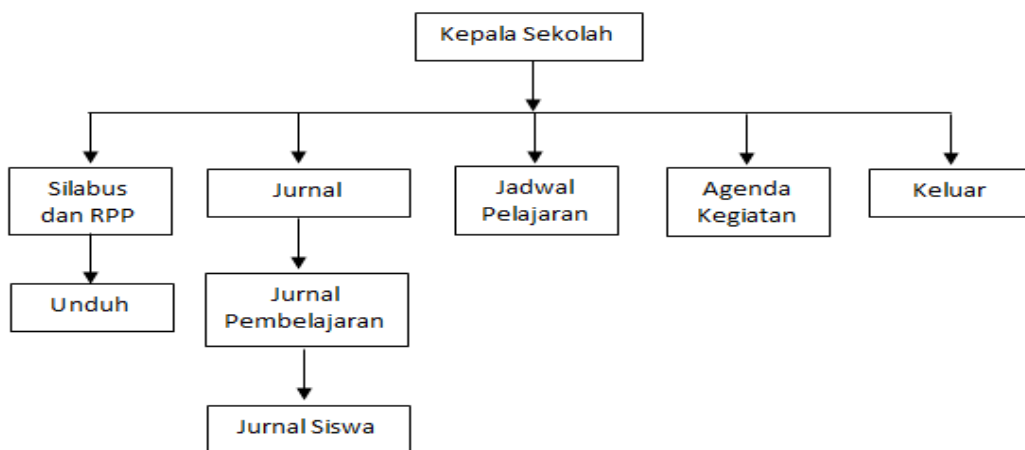 Kepala Sekolah
Silabus
dan RPP
Jurnal
Jadwal
Pelajaran
Agenda
Kegiatan
Keluar
Unduh
Jurnal
Pembelajaran
Jurnal Siswa